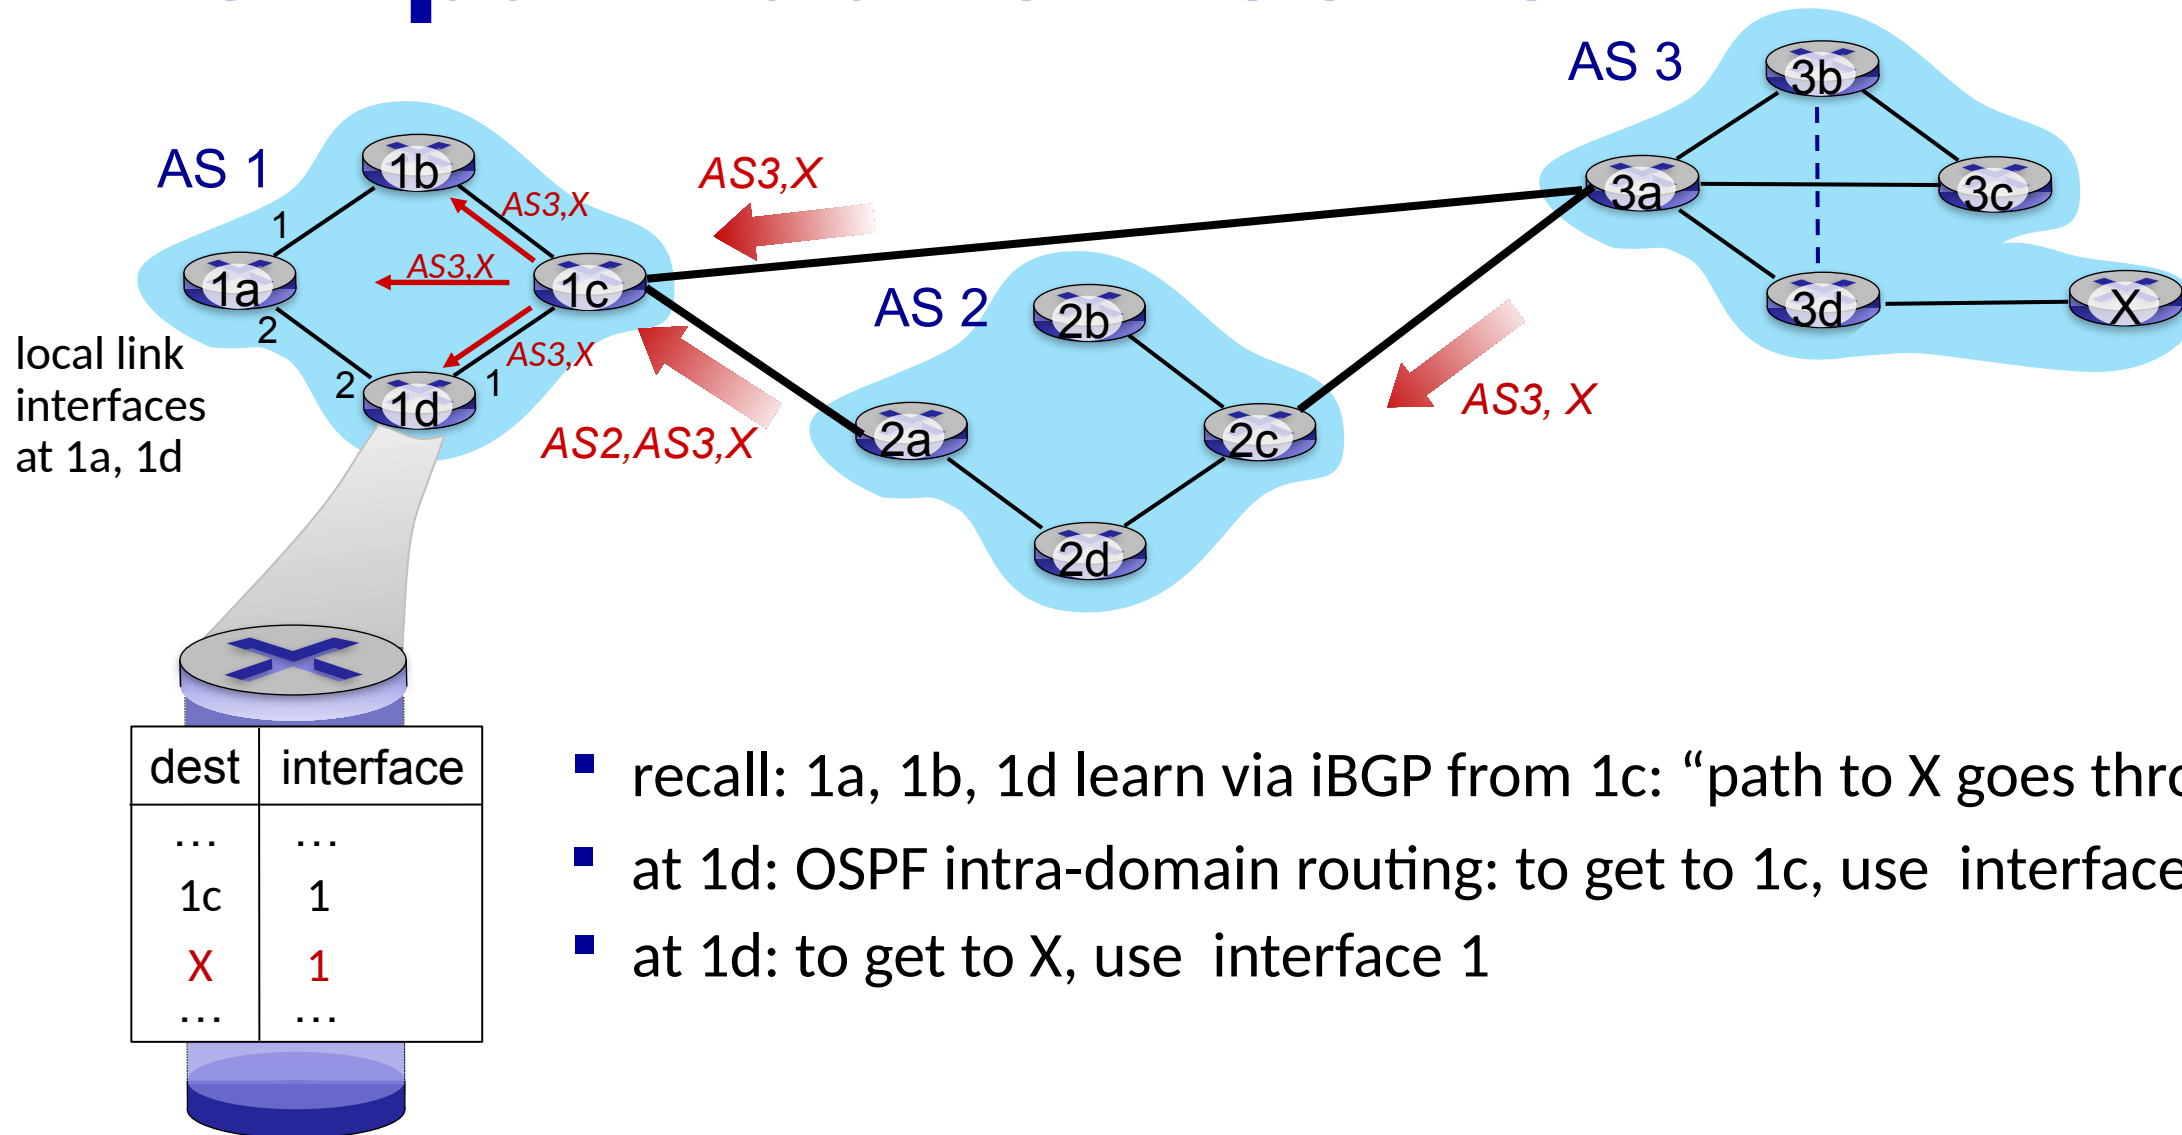 AS 3
3b
AS 1
1b
AS3,X
3a
3c
1
AS3,X
1a
AS3,X
1c
AS 2
2b
3d
X
2
local link
interfaces
at 1a, 1d
AS3,X
2
1
1d
AS3, X
AS2,AS3,X
2a
2c
2d
dest interface
… …
1c 1
X 1
… …
recall: 1a, 1b, 1d learn via iBGP from 1c: “path to X goes
at 1d: OSPF intra-domain routing: to get to 1c, use interface
at 1d: to get to X, use interface 1